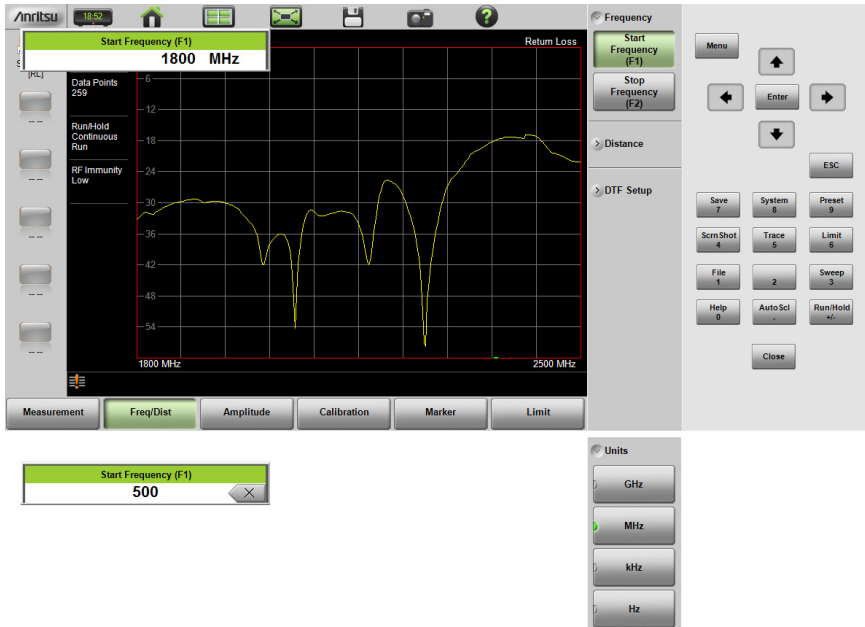 Anritsu
18:52
Start Frequency (F1)
1800 MHz
[RL]
-- --
-- --
-- --
-- --
-- --
Data Points
259
Run/Hold
Continuous
Run
RF Immunity
Low
Return Loss
-6
-12
-18
-24
-30
-36
-42
-48
-54
1800 MHz
2500 MHz
Measurement
Freq/Dist
Amplitude
Calibration
Marker
Limit
Frequency
Start
Frequency
(F1)
Stop
Frequency
(F2)
Distance
DTF Setup
Menu
Enter
ESC
Save
7
System
8
Preset
9
ScrnShot
4
Trace
5
Limit
6
File
1
2
Sweep
3
Help
0
AutoScl
.
Run/Hold
+/-
Close
Start Frequency (F1)
500
Units
GHz
MHz
kHz
Hz